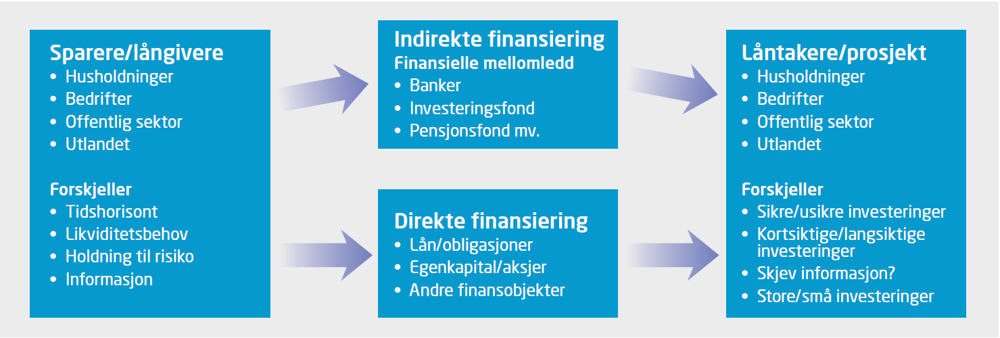 Sparere/långivere
• Husholdninger
• Bedrifter
• Offentlig sektor
• Utlandet
Forskjeller
• Tidshorisont
• Likviditetsbehov
• Holdning til risiko
• Informasjon
Indirekte finansiering
Finansielle mellomledd
• Banker
• Investeringsfond
• Pensjonsfond mv.
Direkte finansiering
• Lån/obligasjoner
• Egenkapital/aksjer
• Andre finansobjekter
Låntakere/prosjekt
• Husholdninger
• Bedrifter
• Offentlig sektor
• Utlandet
Forskjeller
• Sikre/usikre investeringer
• Kortsiktige/langsiktige
investeringer
• Skjev informasjon?
• Store/små investeringer